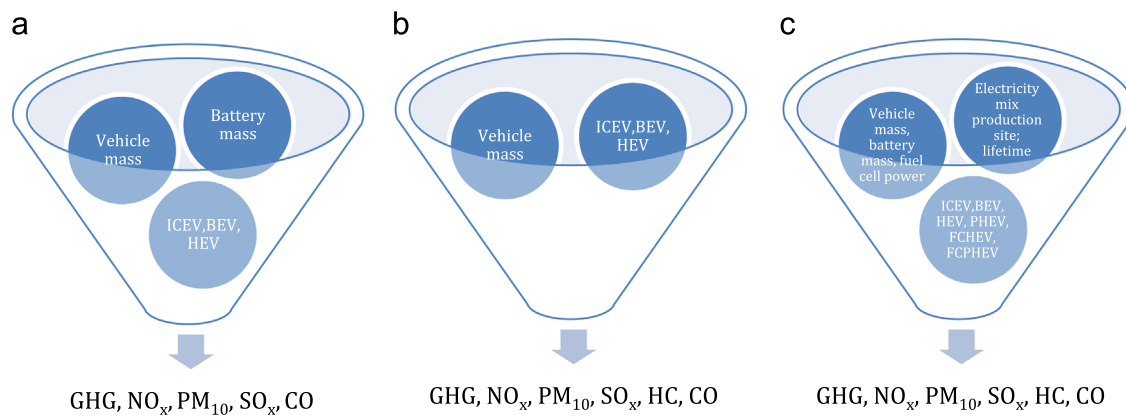 a
Vehicle
mass
Battery
mass
ICEV,BEV,
HEV
GHG, NOx, PM10, SOx, CO
b
Vehicle
mass
ICEV,BEV,
HEV
GHG, NOx, PM10, SOx, HC, CO
c
Vehicle
mass,
battery
mass, fuel
cell power
Electricity
mix
production
site;
lifetime
ICEV,BEV,
HEV, PHEV,
FCHEV,
FCPHEV
GHG, NOx, PM10, SOx, HC, CO